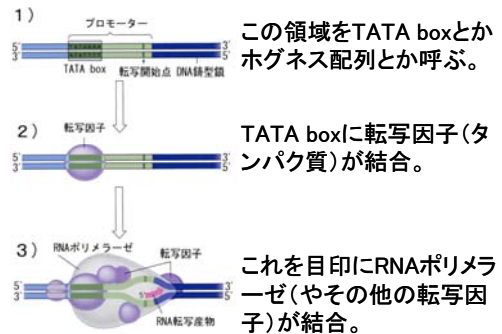 1)
プロモーター
5'
3'
TATAAAA
ATATTTT
3'
5'
TATA box
転写開始点
DNA鋳型鎖
この領域をTATA boxとか
ホグネス配列とか呼ぶ。
2)
転写因子
5'
3'
3'
5'
TATA boxに転写因子(タ
ンパク質)が結合。
3)
RNAポリメラーゼ
転写因子
5'
3'
5'
3'
5'
RNA転写産物
これを目印にRNAポリメラ
ーゼ(やその他の転写因
子)が結合。